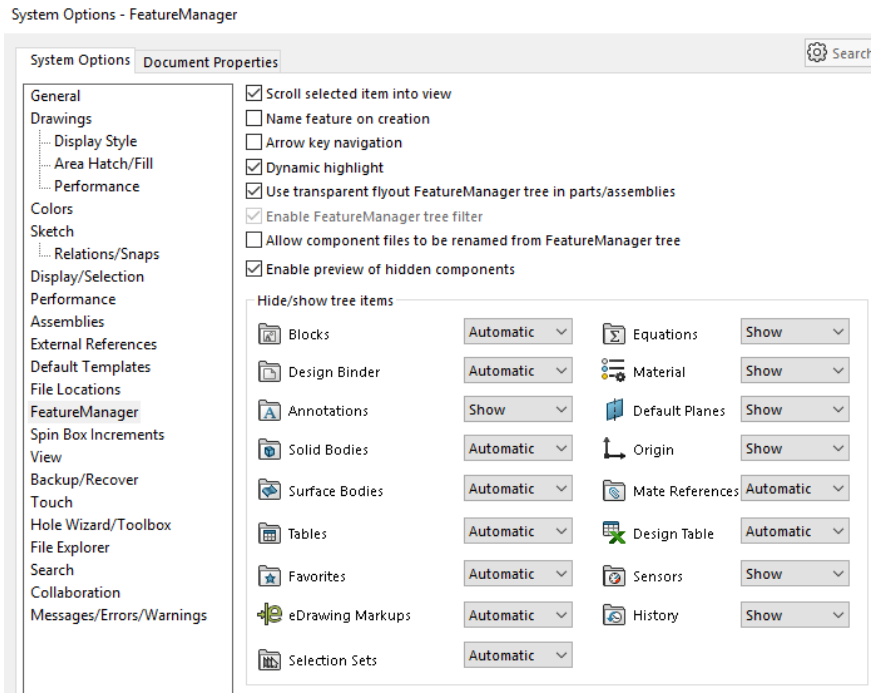 System Options - FeatureManager
System Options
Document Properties
Search
General
Drawings
Display Style
Area Hatch/Fill
Performance
Colors
Sketch
Relations/Snaps
Display/Selection
Performance
Assemblies
External References
Default Templates
File Locations
FeatureManager
Spin Box Increments
View
Backup/Recover
Touch
Hole Wizard/Toolbox
File Explorer
Search
Collaboration
Messages/Errors/Warnings
Scroll selected item into view
Name feature on creation
Arrow key navigation
Dynamic highlight
Use transparent flyout FeatureManager tree in parts/assemblies
Enable FeatureManager tree filter
Allow component files to be renamed from FeatureManager tree
Enable preview of hidden components
Hide/show tree items
Blocks Automatic Equations Show
Design Binder Automatic Material Show
Annotations Show Default Planes Show
Solid Bodies Automatic Origin Show
Surface Bodies Automatic Mate References Automatic
Tables Automatic Design Table Automatic
Favorites Automatic Sensors Show
eDrawing Markups Automatic History Show
Selection Sets Automatic